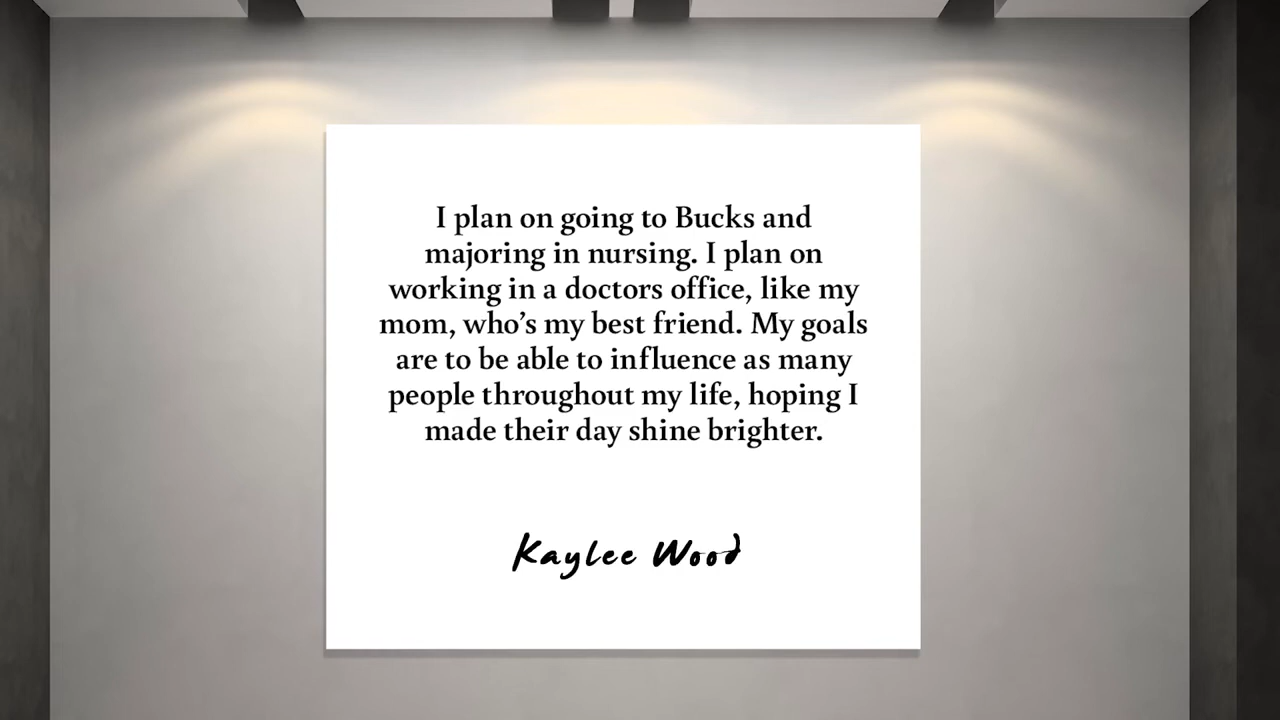 I plan on going to Bucks and
majoring in nursing. I plan on
working in a doctors office, like my
mom, who’s my best friend. My goals
are to be able to influence as many
people throughout my life, hoping I
made their day shine brighter.
Kaylee Wood